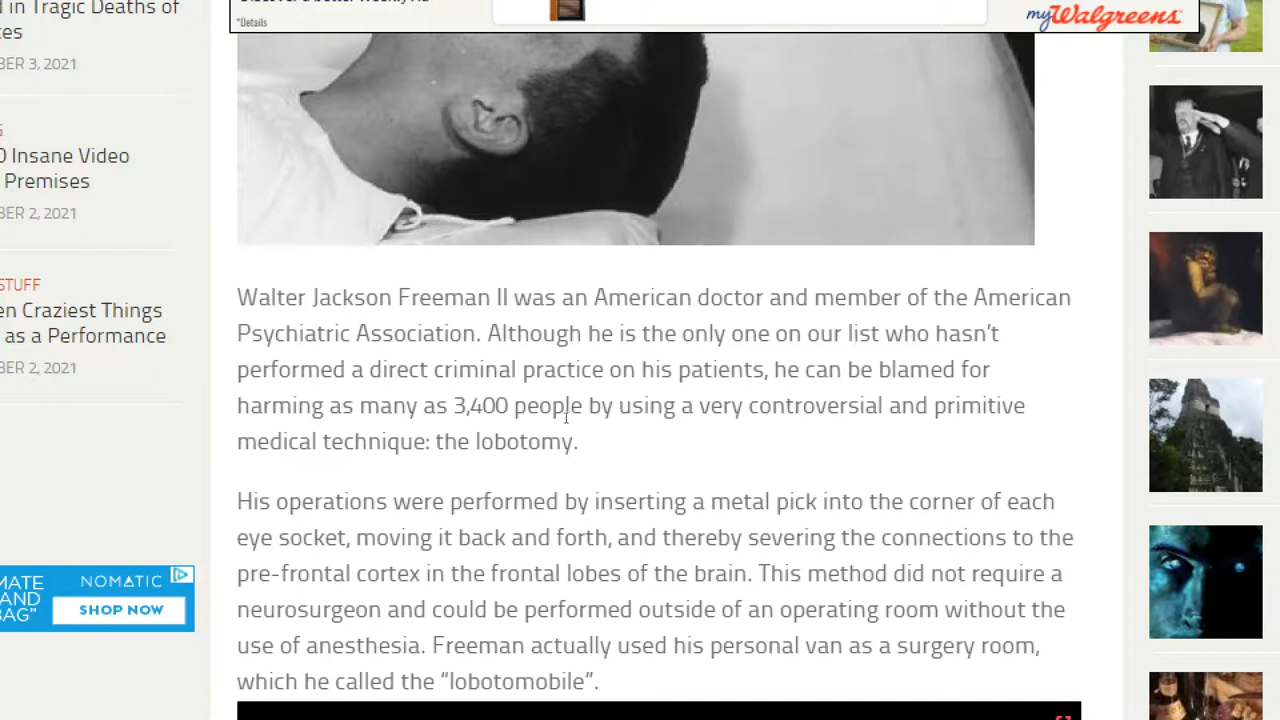 *Details
myWalgreens
in Tragic Deaths of
BER 3, 2021
Insane Video
Premises
BER 2, 2021
STUFF
en Craziest Things
as a Performance
BER 2, 2021
NOMATIC
SHOP NOW
MATE
AND
BAG"
Walter Jackson Freeman II was an American doctor and member of the American
Psychiatric Association. Although he is the only one on our list who hasn't
performed a direct criminal practice on his patients, he can be blamed for
harming as many as 3,400 people by using a very controversial and primitive
medical technique: the lobotomy.
His operations were performed by inserting a metal pick into the corner of each
eye socket, moving it back and forth, and thereby severing the connections to the
pre-frontal cortex in the frontal lobes of the brain. This method did not require a
neurosurgeon and could be performed outside of an operating room without the
use of anesthesia. Freeman actually used his personal van as a surgery room,
which he called the “lobotomobile”.